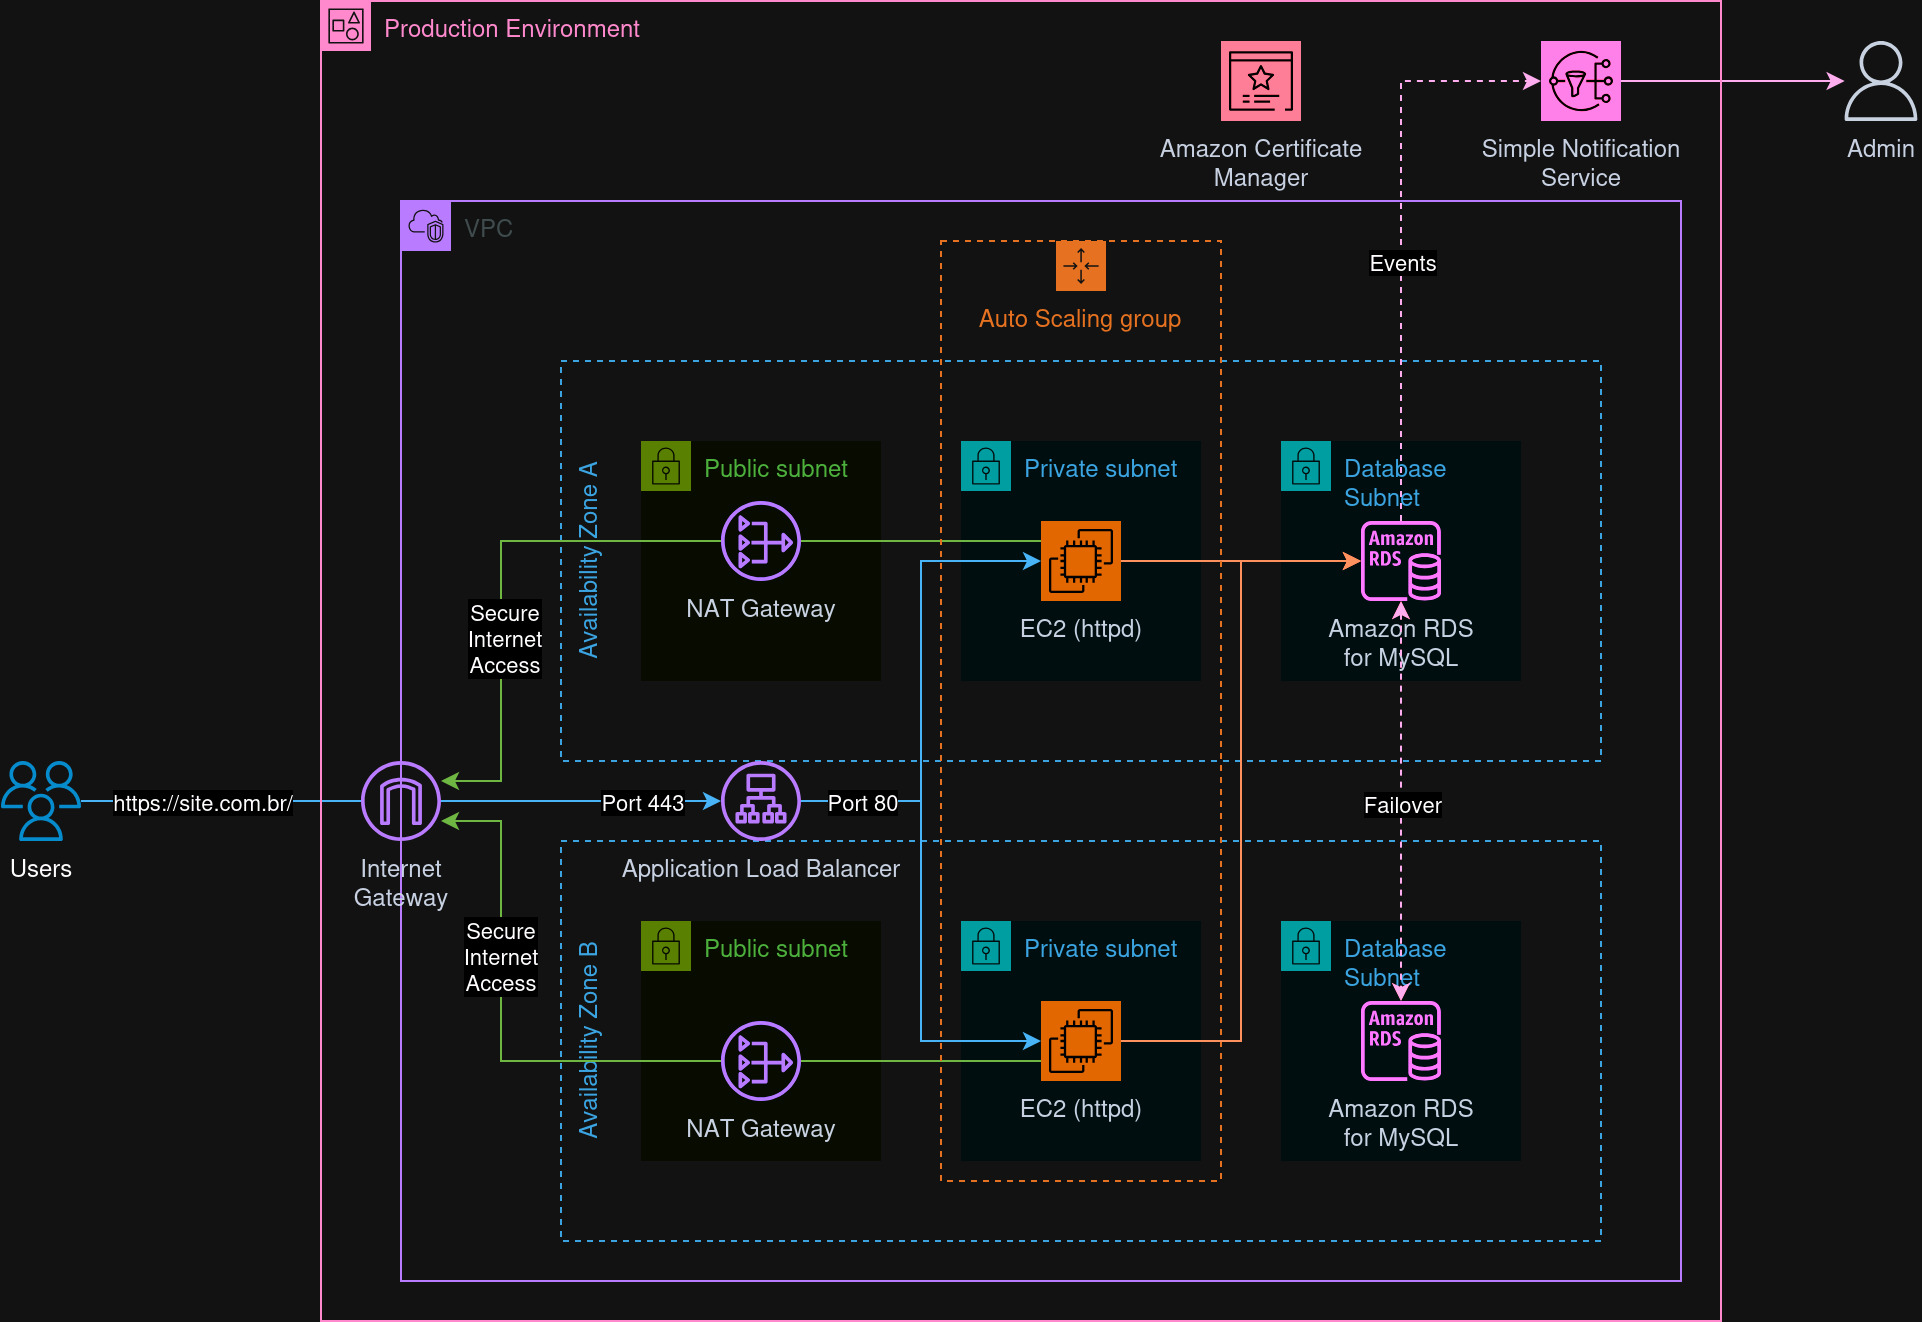 Production Environment
Amazon Certificate
Manager
Simple Notification
Service
Admin
VPC
Events
Auto Scaling group
Availability Zone A
Public subnet
Private subnet
Database
Subnet
Amazon
RDS
NAT Gateway
EC2 (httpd)
Amazon RDS
for MySQL
Secure
Internet
Access
https://site.com.br/
Port 443
Port 80
Failover
Users
Internet
Gateway
Application Load Balancer
Secure
Internet
Access
Availability Zone B
Public subnet
Private subnet
Database
Subnet
Amazon
RDS
NAT Gateway
EC2 (httpd)
Amazon RDS
for MySQL